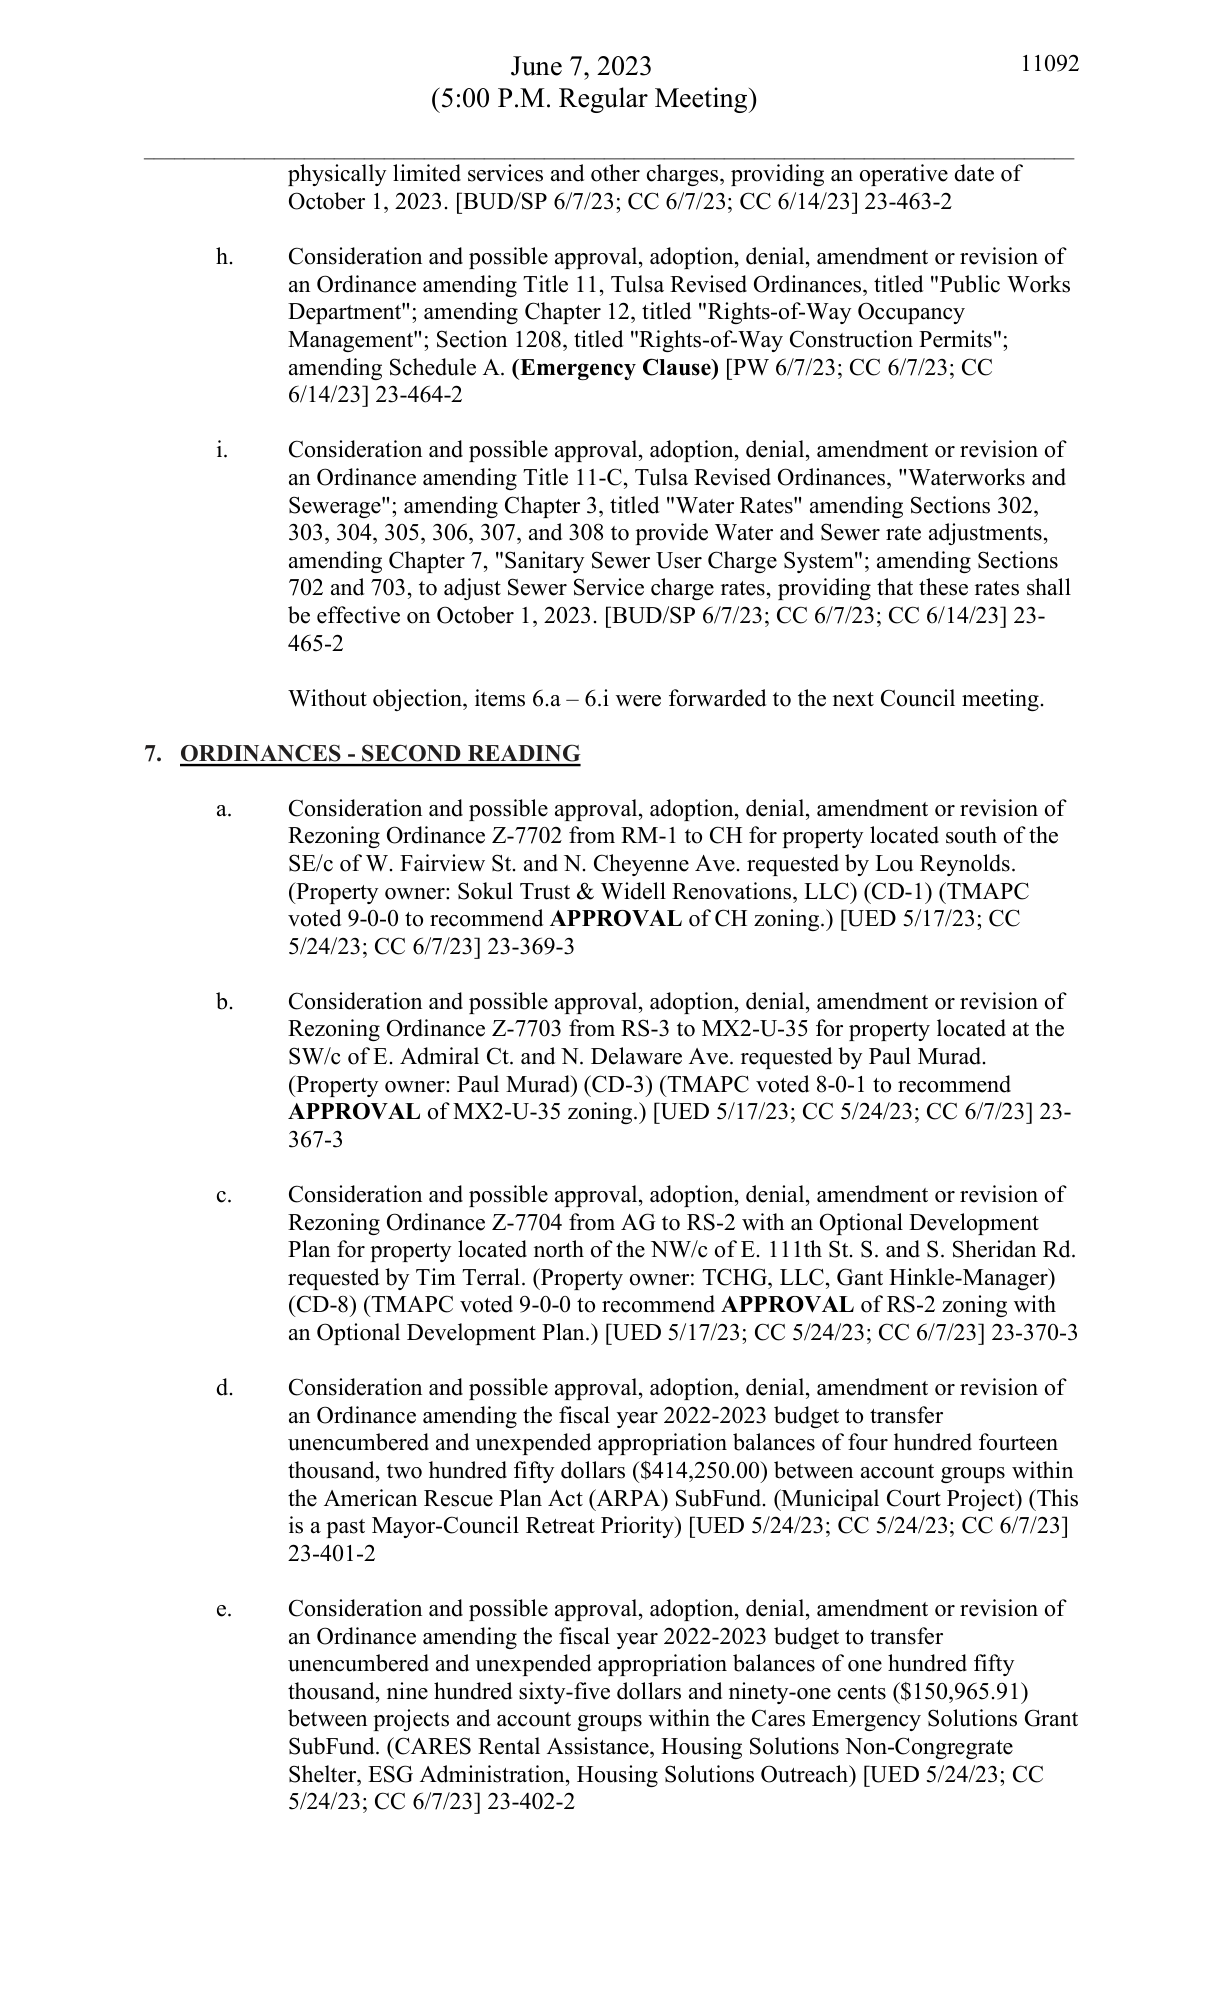 June 7, 2023
11092
(5:00 P.M. Regular Meeting)
physically limited services and other charges, providing an operative date of
October 1, 2023. [BUD/SP 6/7/23; CC 6/7/23; CC 6/14/23] 23-463-2
h. Consideration and possible approval, adoption, denial, amendment or revision of
an Ordinance amending Title 11, Tulsa Revised Ordinances, titled "Public Works
Department"; amending Chapter 12, titled "Rights-of-Way Occupancy
Management"; Section 1208, titled "Rights-of-Way Construction Permits";
amending Schedule A. (Emergency Clause) [PW 6/7/23; CC 6/7/23; CC
6/14/23] 23-464-2
i. Consideration and possible approval, adoption, denial, amendment or revision of
an Ordinance amending Title 11-C, Tulsa Revised Ordinances, "Waterworks and
Sewerage"; amending Chapter 3, titled "Water Rates" amending Sections 302,
303, 304, 305, 306, 307, and 308 to provide Water and Sewer rate adjustments,
amending Chapter 7, "Sanitary Sewer User Charge System"; amending Sections
702 and 703, to adjust Sewer Service charge rates, providing that these rates shall
be effective on October 1, 2023. [BUD/SP 6/7/23; CC 6/7/23; CC 6/14/23] 23-
465-2
Without objection, items 6.a – 6.i were forwarded to the next Council meeting.
7. ORDINANCES - SECOND READING
a. Consideration and possible approval, adoption, denial, amendment or revision of
Rezoning Ordinance Z-7702 from RM-1 to CH for property located south of the
SE/c of W. Fairview St. and N. Cheyenne Ave. requested by Lou Reynolds.
(Property owner: Sokul Trust & Widell Renovations, LLC) (CD-1) (TMAPC
voted 9-0-0 to recommend APPROVAL of CH zoning.) [UED 5/17/23; CC
5/24/23; CC 6/7/23] 23-369-3
b. Consideration and possible approval, adoption, denial, amendment or revision of
Rezoning Ordinance Z-7703 from RS-3 to MX2-U-35 for property located at the
SW/c of E. Admiral Ct. and N. Delaware Ave. requested by Paul Murad.
(Property owner: Paul Murad) (CD-3) (TMAPC voted 8-0-1 to recommend
APPROVAL of MX2-U-35 zoning.) [UED 5/17/23; CC 5/24/23; CC 6/7/23] 23-
367-3
c. Consideration and possible approval, adoption, denial, amendment or revision of
Rezoning Ordinance Z-7704 from AG to RS-2 with an Optional Development
Plan for property located north of the NW/c of E. 111th St. S. and S. Sheridan Rd.
requested by Tim Terral. (Property owner: TCHG, LLC, Gant Hinkle-Manager)
(CD-8) (TMAPC voted 9-0-0 to recommend APPROVAL of RS-2 zoning with
an Optional Development Plan.) [UED 5/17/23; CC 5/24/23; CC 6/7/23] 23-370-3
d. Consideration and possible approval, adoption, denial, amendment or revision of
an Ordinance amending the fiscal year 2022-2023 budget to transfer
unencumbered and unexpended appropriation balances of four hundred fourteen
thousand, two hundred fifty dollars ($414,250.00) between account groups within
the American Rescue Plan Act (ARPA) SubFund. (Municipal Court Project) (This
is a past Mayor-Council Retreat Priority) [UED 5/24/23; CC 5/24/23; CC 6/7/23]
23-401-2
e. Consideration and possible approval, adoption, denial, amendment or revision of
an Ordinance amending the fiscal year 2022-2023 budget to transfer
unencumbered and unexpended appropriation balances of one hundred fifty
thousand, nine hundred sixty-five dollars and ninety-one cents ($150,965.91)
between projects and account groups within the Cares Emergency Solutions Grant
SubFund. (CARES Rental Assistance, Housing Solutions Non-Congregrate
Shelter, ESG Administration, Housing Solutions Outreach) [UED 5/24/23; CC
5/24/23; CC 6/7/23] 23-402-2